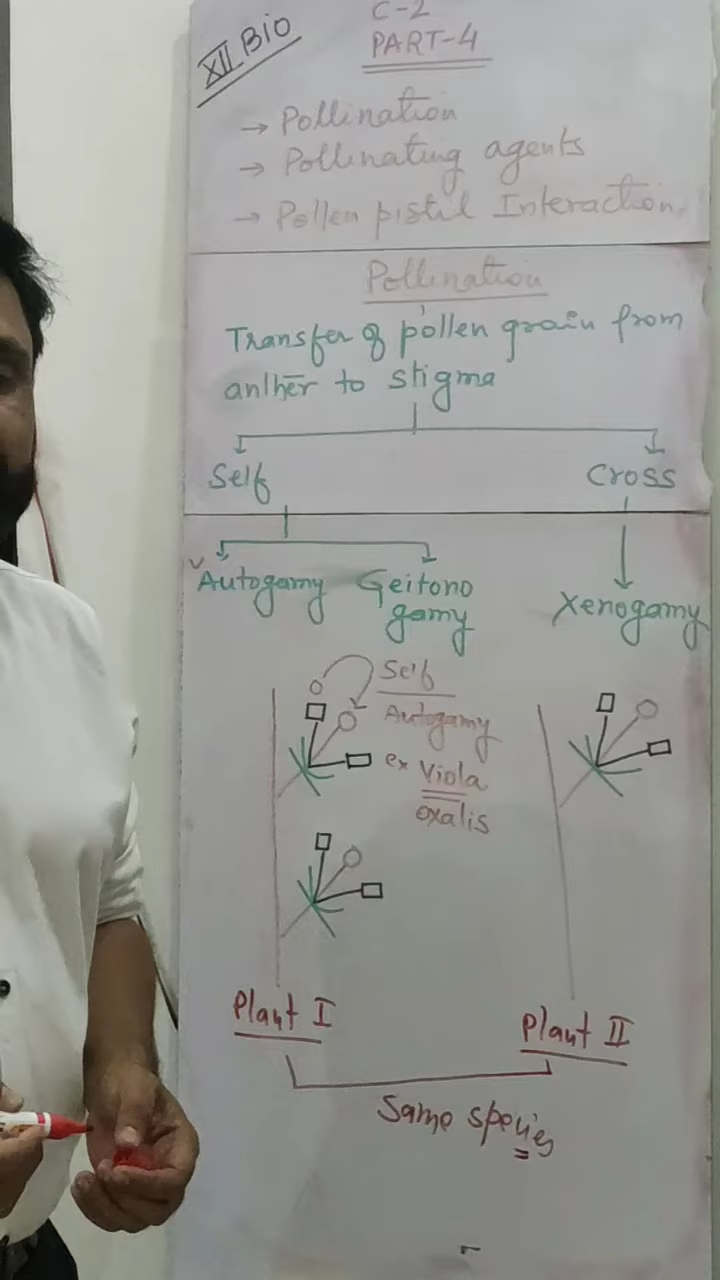 XII Bio
C-2
PART-4
→ Pollination
→ Pollinating agents
→ Pollen pistil Interaction.
Pollination
Transfer of pollen grain from
anther to stigma
Self
Cross
Autogamy
Geitono
gamy
Xenogamy
Self
Autogamy
ex Viola
oxalis
Plant I
Plant II
Same species